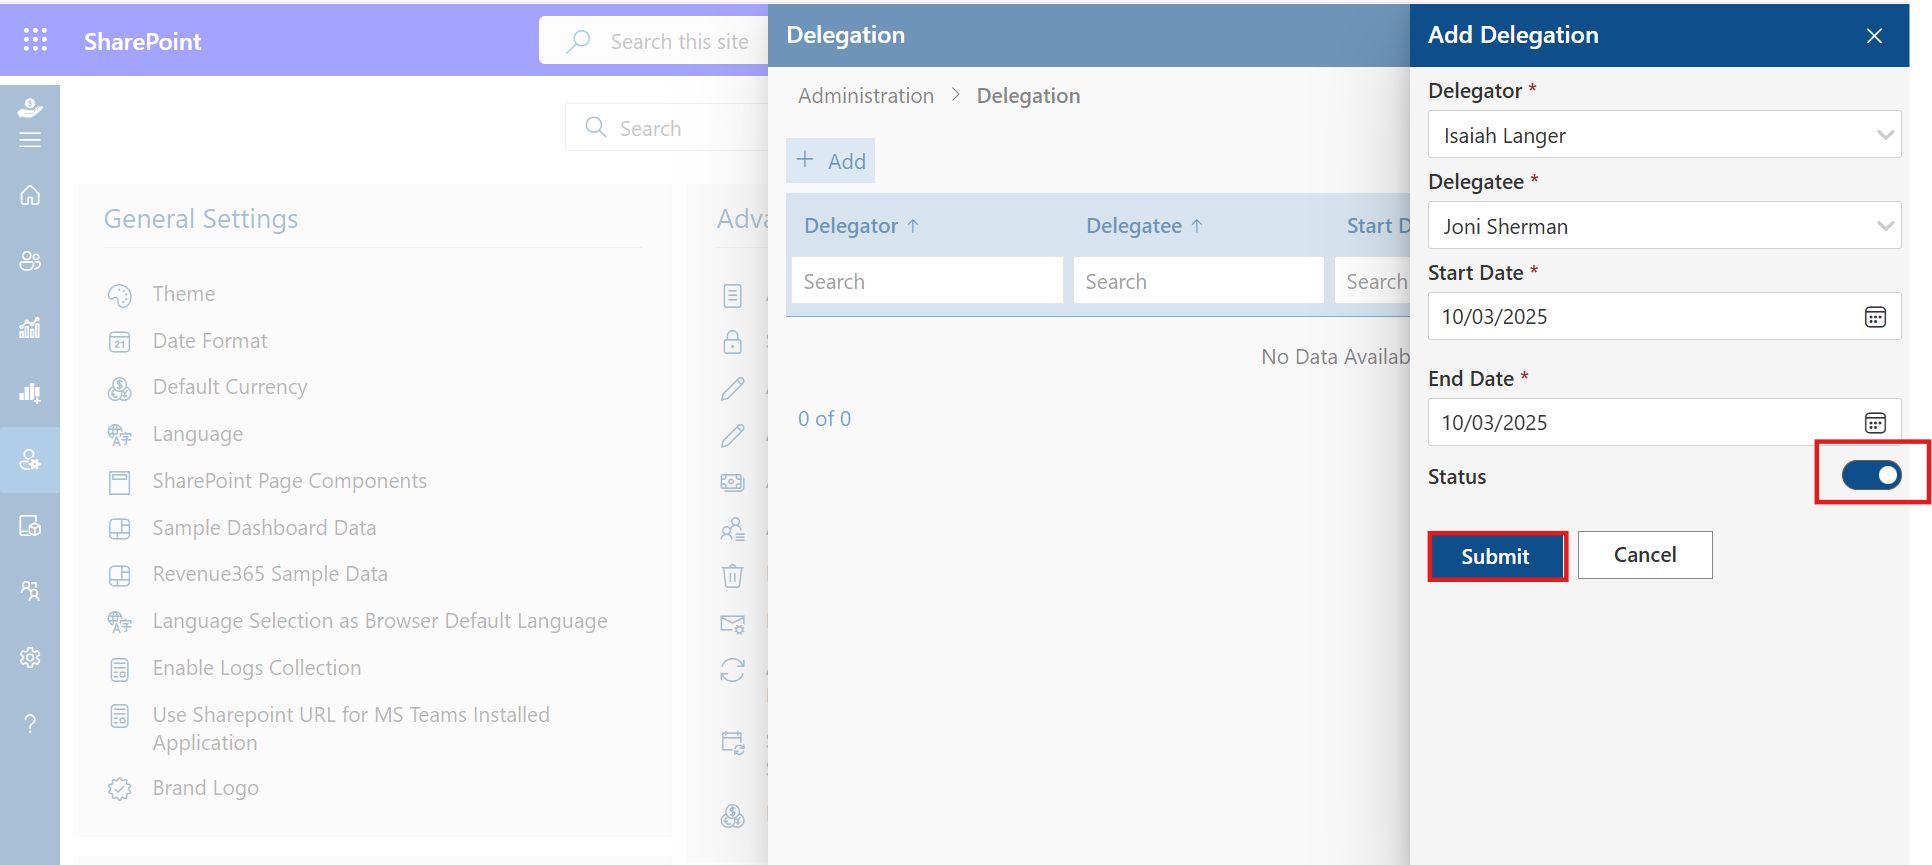 SharePoint
Search this site
Search
General Settings
Theme
Date Format
21
Default Currency
Language
SharePoint Page Components
Sample Dashboard Data
Revenue365 Sample Data
Language Selection as Browser Default Language
Enable Logs Collection
Use Sharepoint URL for MS Teams Installed
Application
Brand Logo
Delegation
Administration > Delegation
+ Add
Delegator ↑ Delegatee ↑ Start D
Search Search Search
No Data Availab
0 of 0
Add Delegation
Delegator *
Isaiah Langer
Delegatee *
Joni Sherman
Start Date *
10/03/2025
End Date *
10/03/2025
Status
Submit Cancel